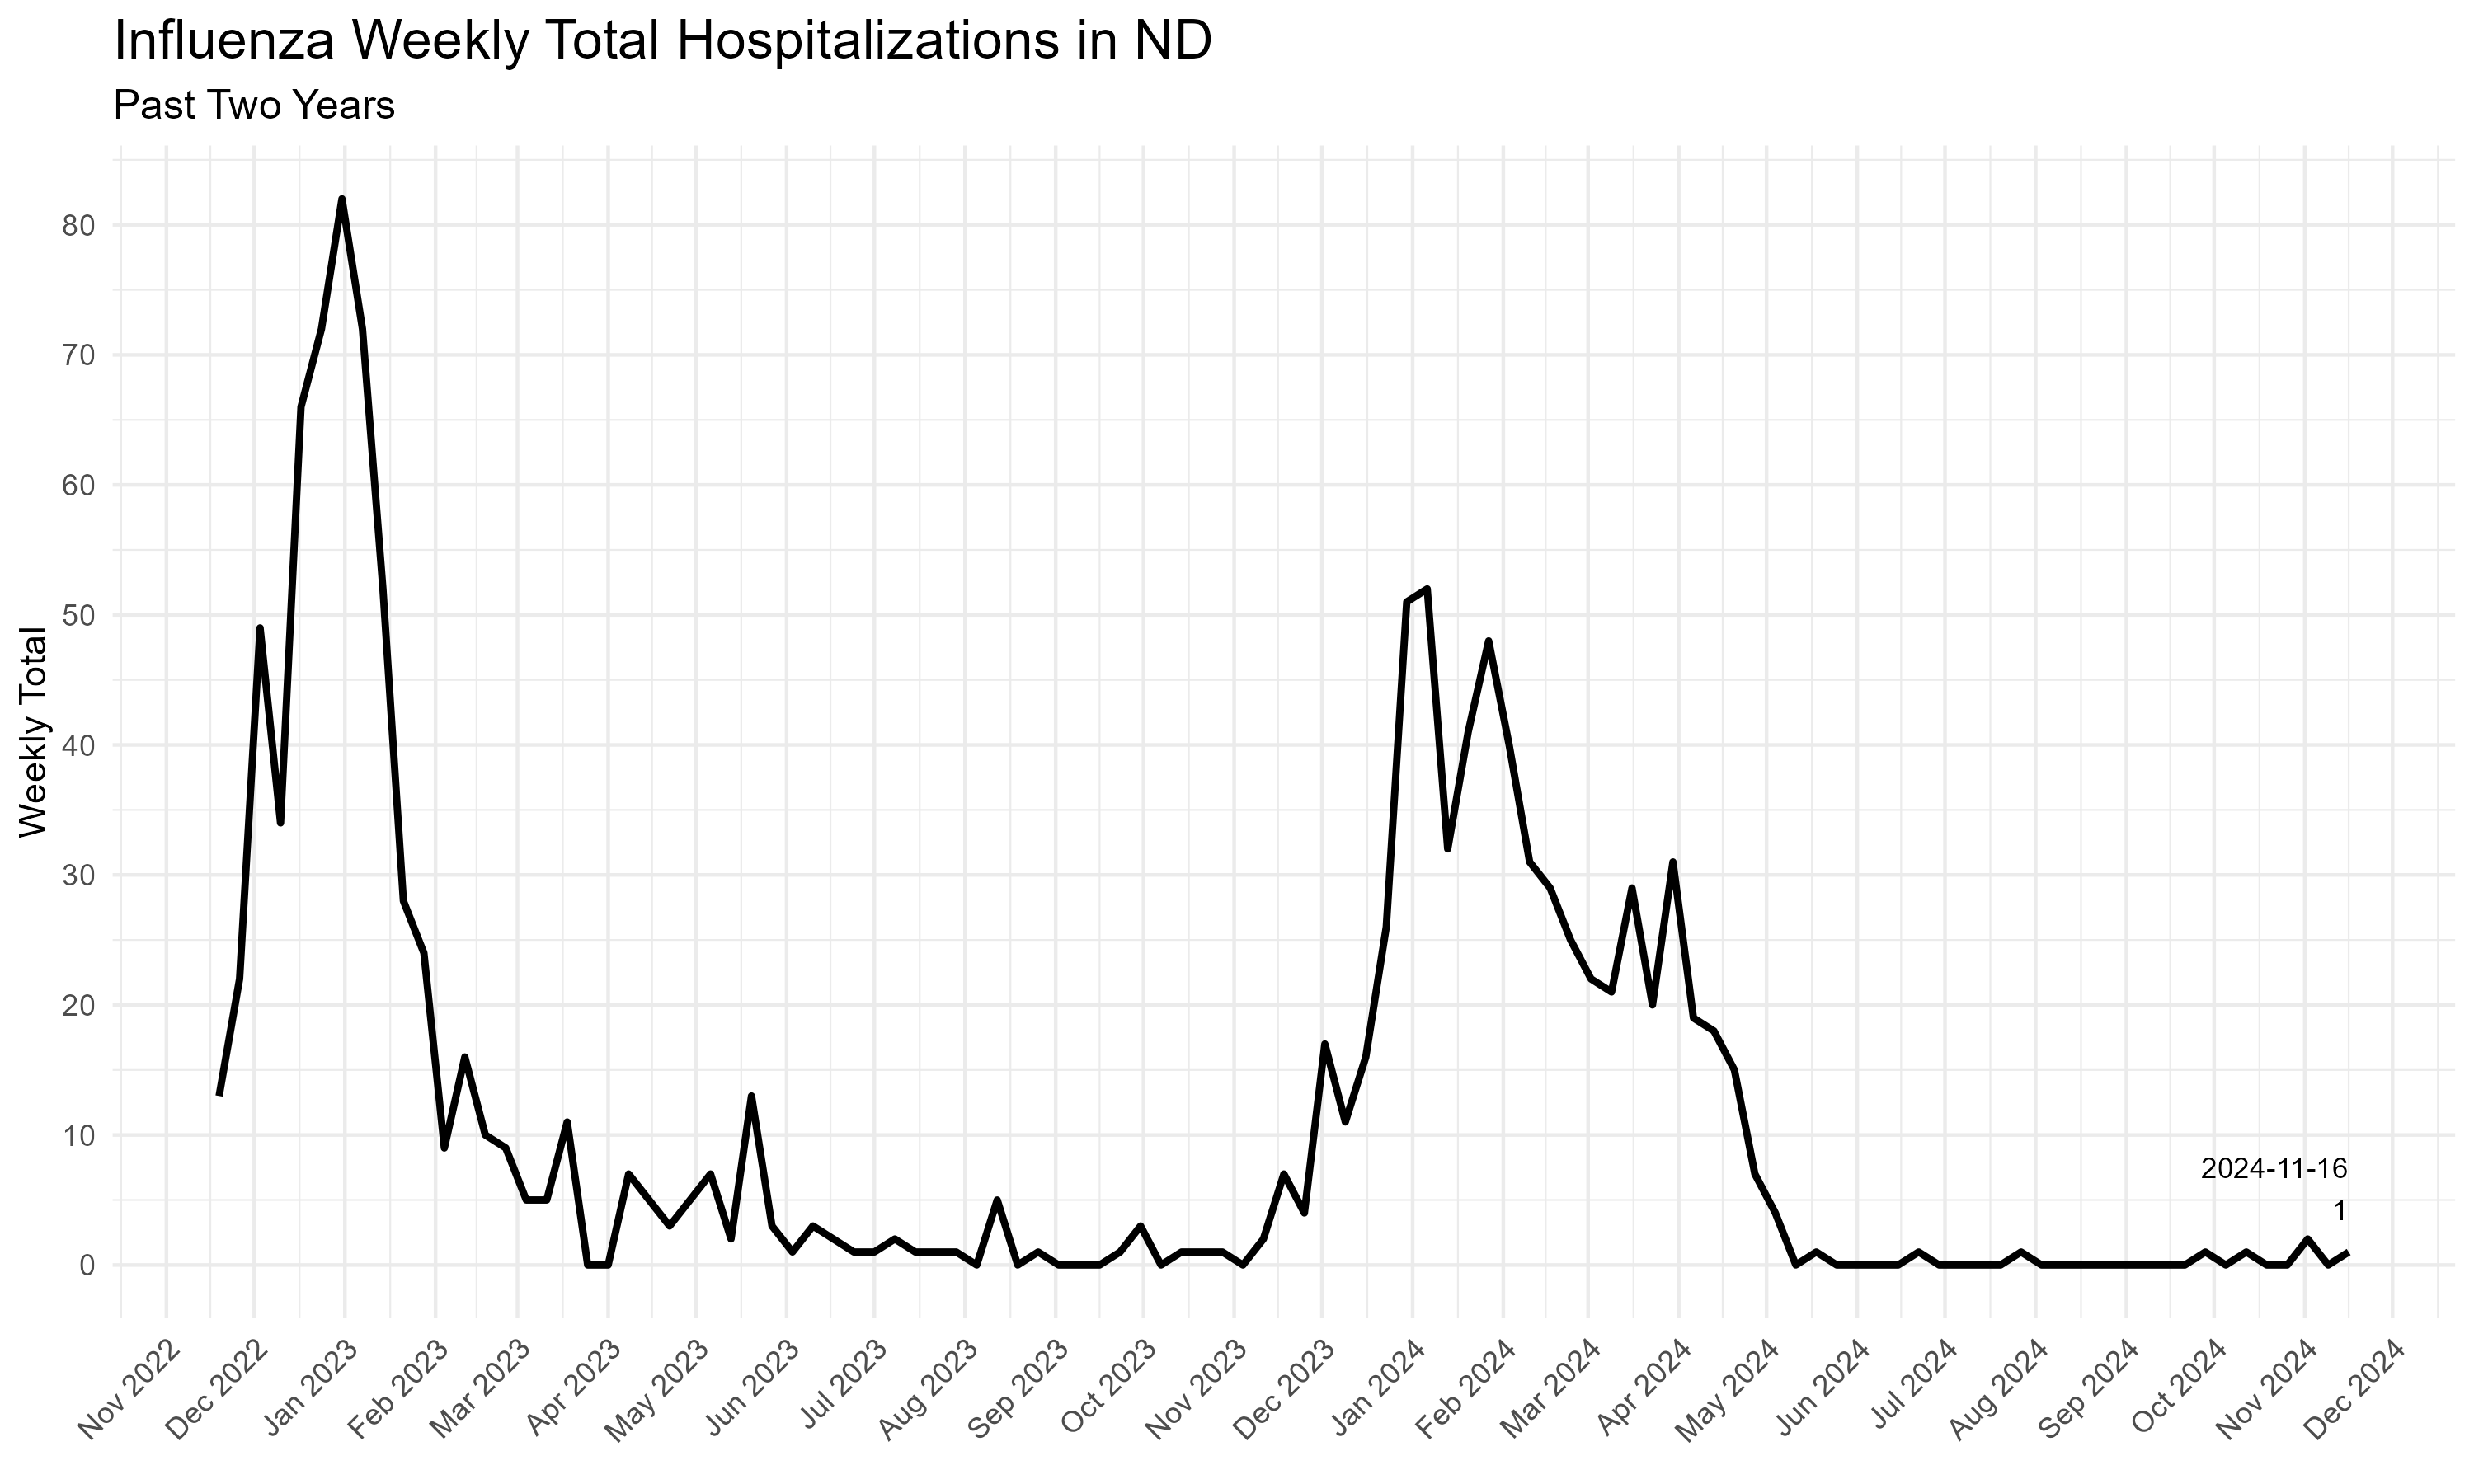 Influenza Weekly Total Hospitalizations in ND
Past Two Years
Weekly Total
80
70
60
50
40
30
20
10
0
2024-11-16
1
Nov 2022
Dec 2022
Jan 2023
Feb 2023
Mar 2023
Apr 2023
May 2023
Jun 2023
Jul 2023
Aug 2023
Sep 2023
Oct 2023
Nov 2023
Dec 2023
Jan 2024
Feb 2024
Mar 2024
Apr 2024
May 2024
Jun 2024
Jul 2024
Aug 2024
Sep 2024
Oct 2024
Nov 2024
Dec 2024